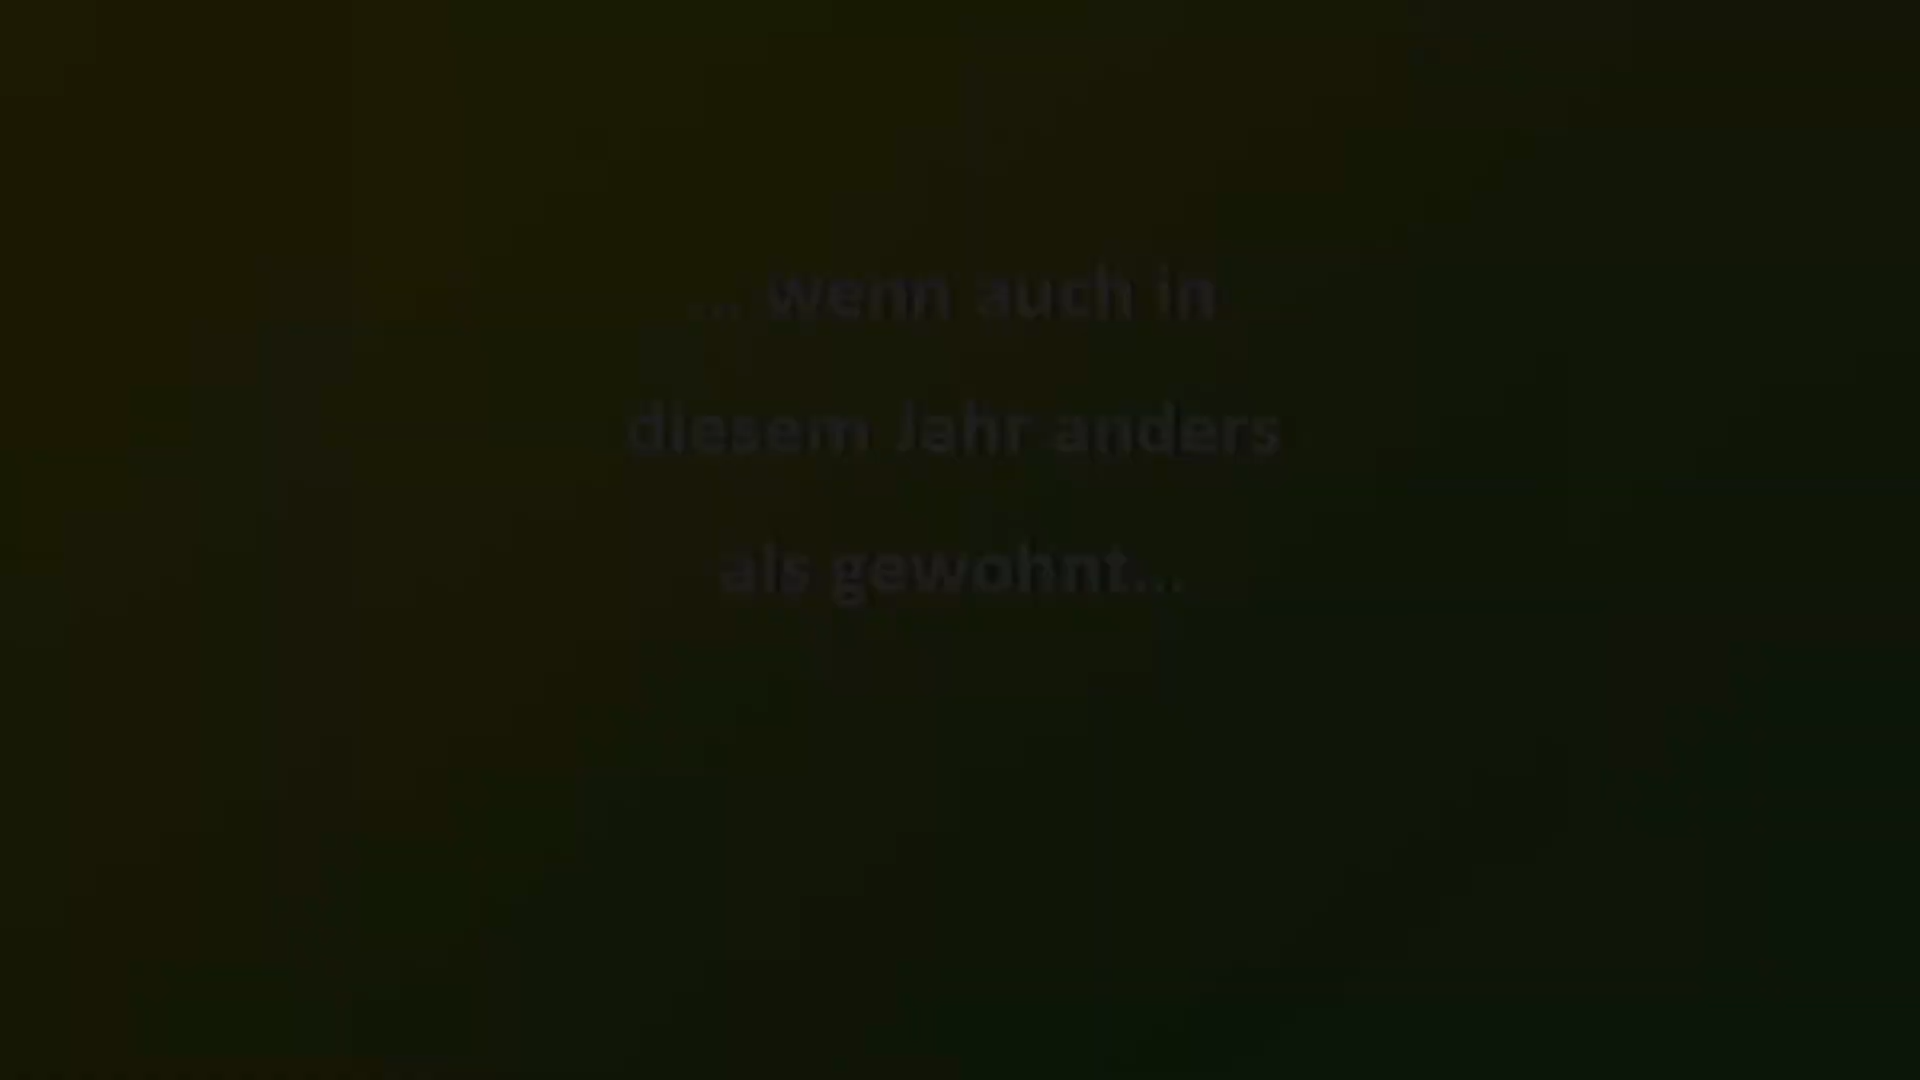 ... wenn auch in
diesem Jahr anders
als gewohnt...